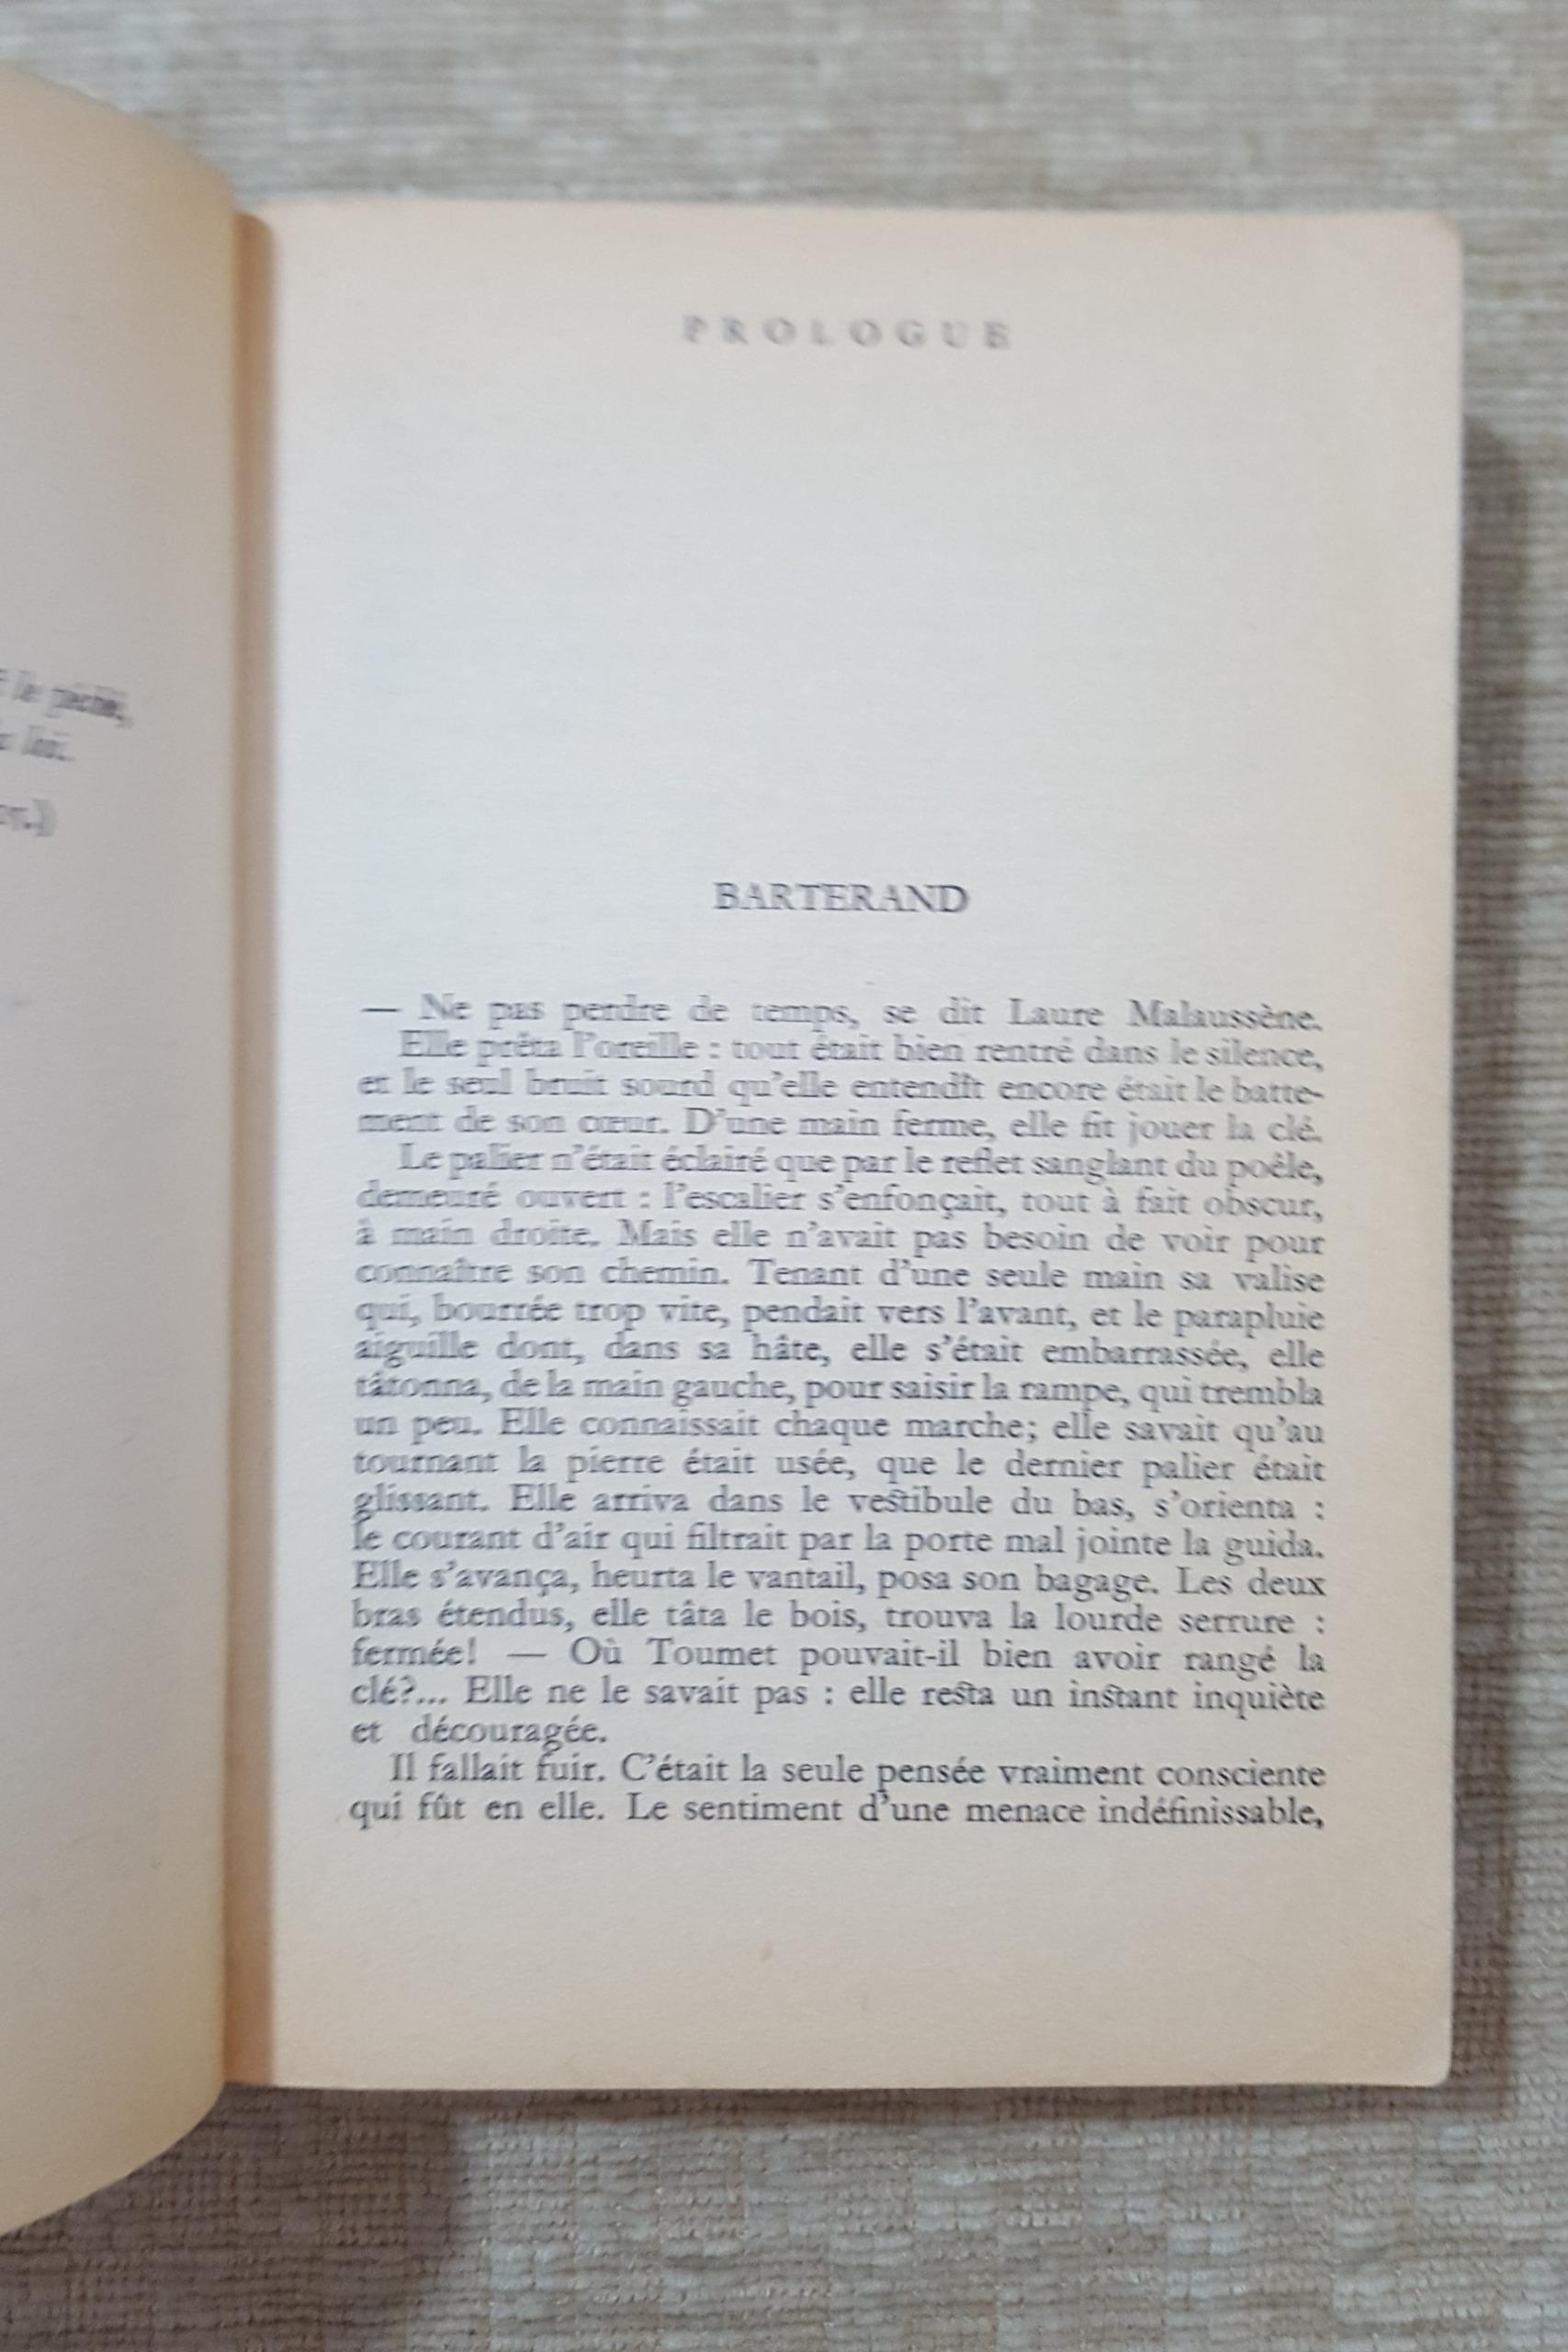 le péché,
loi.
PROLOGUE
BARTERAND
— Ne pas perdre de temps, se dit Laure Malaussène.
Elle prêta l'oreille : tout était bien rentré dans le silence,
et le seul bruit sourd qu'elle entendît encore était le batte-
ment de son cœur. D'une main ferme, elle fit jouer la clé.
Le palier n'était éclairé que par le reflet sanglant du poêle,
demeuré ouvert : l'escalier s'enfonçait, tout à fait obscur,
à main droite. Mais elle n'avait pas besoin de voir pour
connaître son chemin. Tenant d'une seule main sa valise
qui, bourrée trop vite, pendait vers l'avant, et le parapluie
aiguille dont, dans sa hâte, elle s'était embarrassée, elle
tâtonna, de la main gauche, pour saisir la rampe, qui trembla
un peu. Elle connaissait chaque marche; elle savait qu'au
tournant la pierre était usée, que le dernier palier était
glissant. Elle arriva dans le vestibule du bas, s'orienta :
le courant d'air qui filtrait par la porte mal jointe la guida.
Elle s'avança, heurta le vantail, posa son bagage. Les deux
bras étendus, elle tâta le bois, trouva la lourde serrure :
fermée! — Où Toumet pouvait-il bien avoir rangé la
clé?... Elle ne le savait pas : elle resta un instant inquiète
et découragée.
Il fallait fuir. C'était la seule pensée vraiment consciente
qui fût en elle. Le sentiment d'une menace indéfinissable,